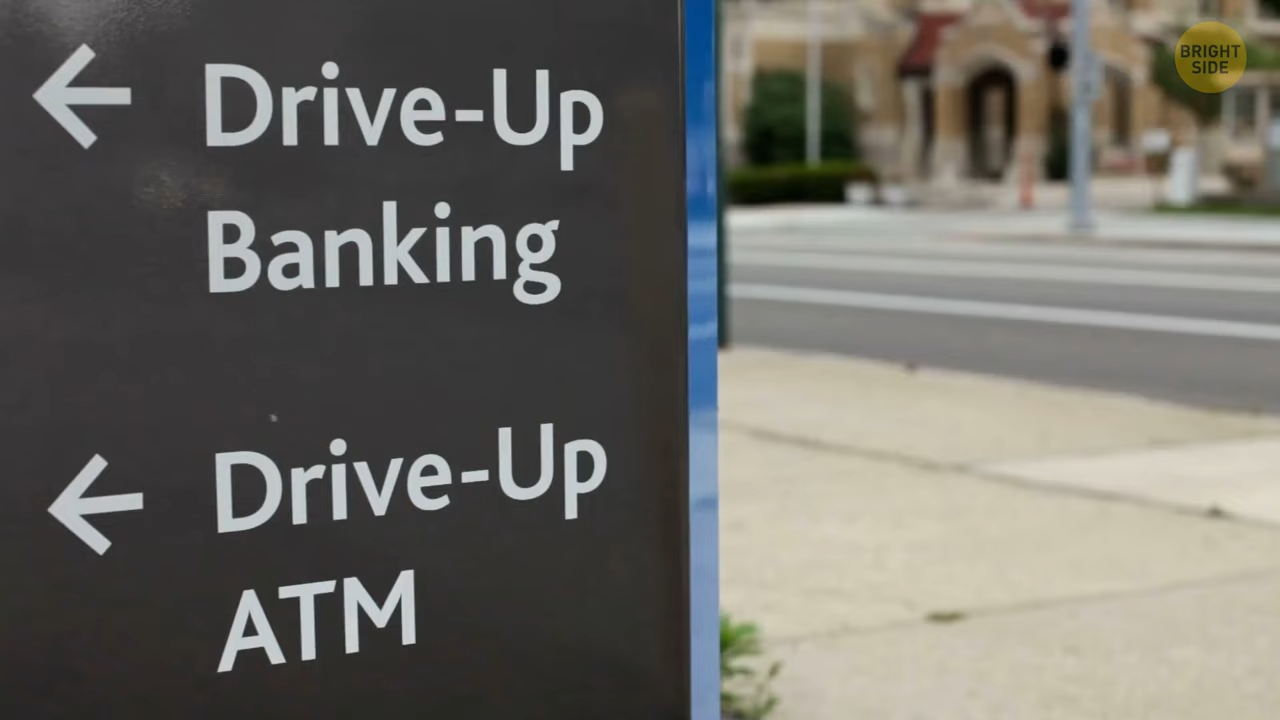 ← Drive-Up
Banking
← Drive-Up
ATM
BRIGHT
SIDE